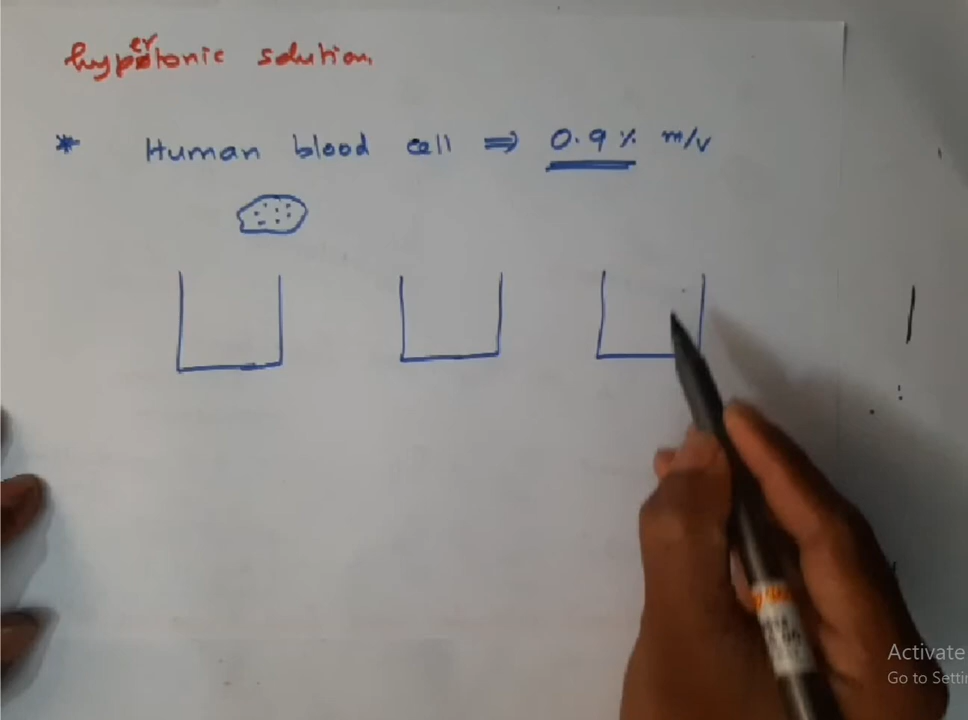 hypertonic solution
* Human blood cell ⇒ 0.9% m/v
Activate
Go to Setti